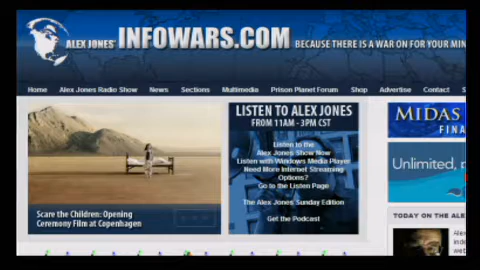 ALEX JONES' INFOWARS.COM BECAUSE THERE IS A WAR ON FOR YOUR MIN
Home Alex Jones Radio Show News Sections Multimedia Prison Planet Forum Shop Advertise Contact S
LISTEN TO ALEX JONES
FROM 11AM - 3PM CST
Listen to the
Alex Jones Show Now
Listen with Windows Media Player
Need More Internet Streaming
Options?
Go to the Listen Page
The Alex Jones Sunday Edition
Get the Podcast
Scare the Children: Opening
Ceremony Film at Copenhagen
MIDAS
FINA
Unlimited,
TODAY ON THE ALE
Alex
inde
web